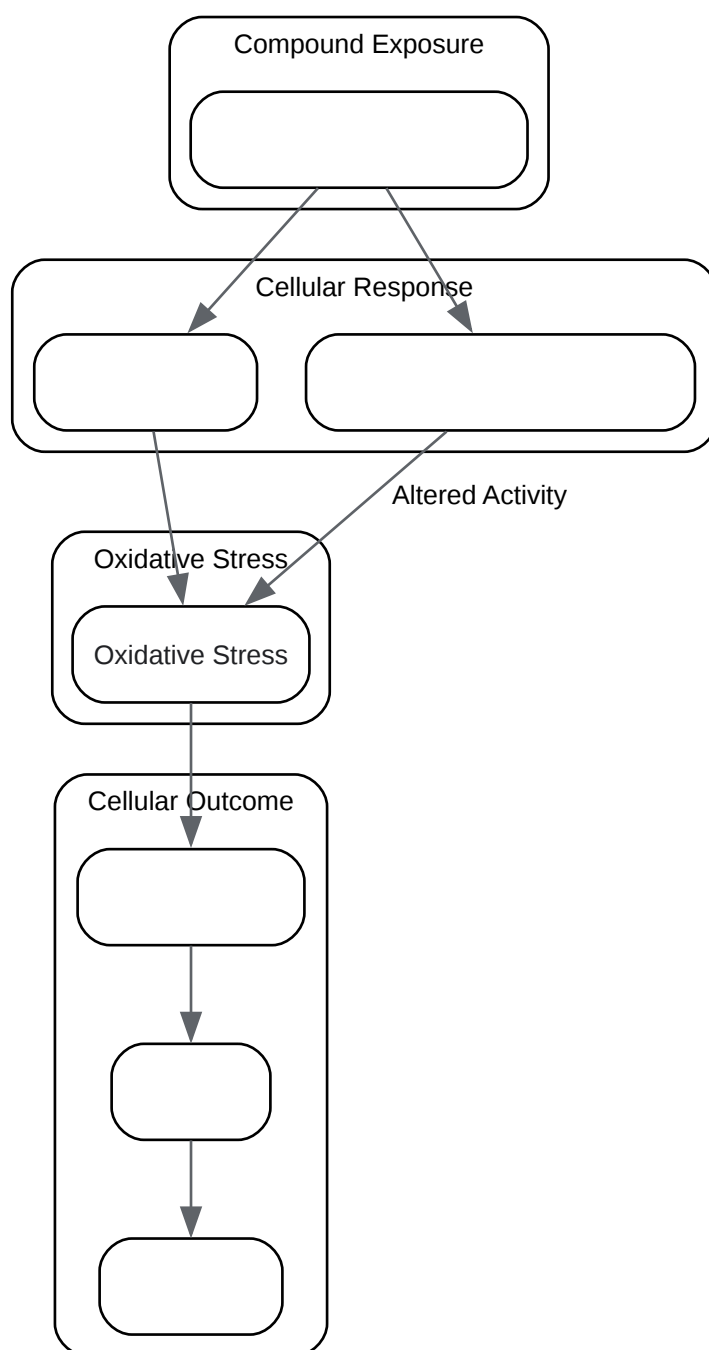 Compound Exposure
Cellular Response
Altered Activity
Oxidative Stress
Oxidative Stress
Cellular Outcome